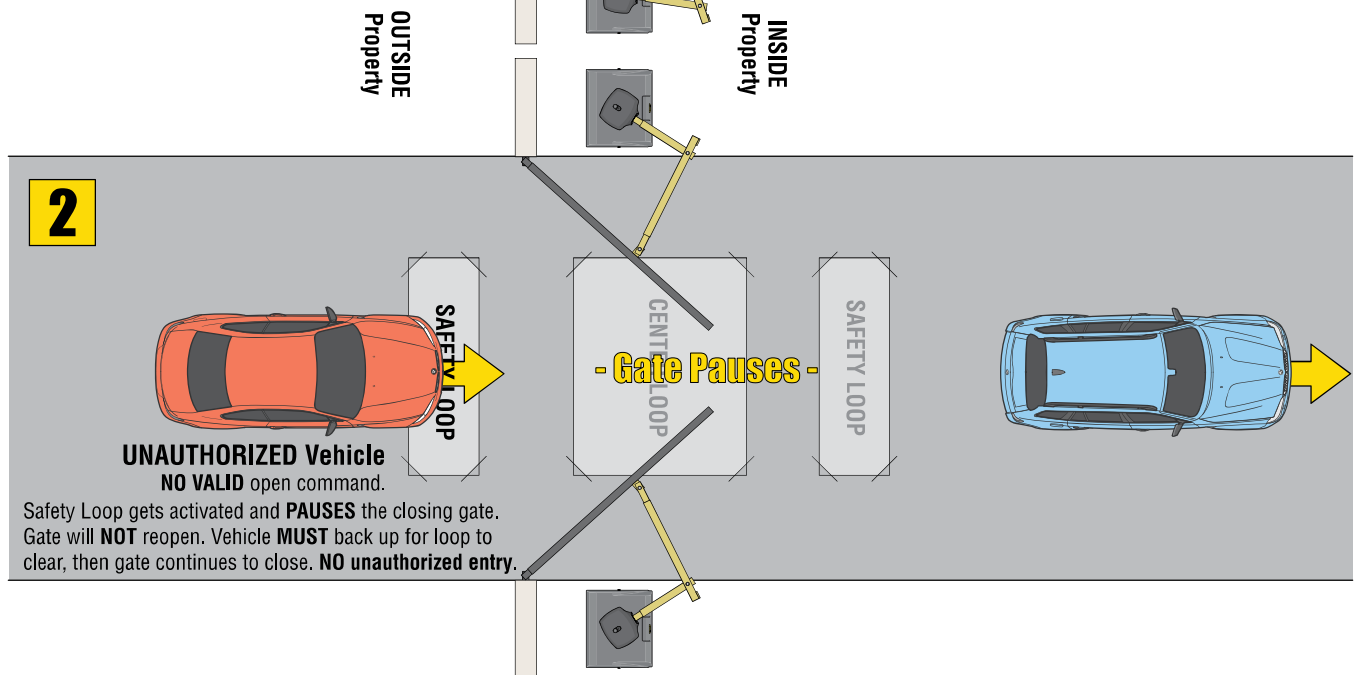 OUTSIDE
Property
INSIDE
Property
2
SAFETY LOOP
CENTER LOOP
SAFETY LOOP
- Gate Pauses -
UNAUTHORIZED Vehicle
NO VALID open command.
Safety Loop gets activated and PAUSES the closing gate.
Gate will NOT reopen. Vehicle MUST back up for loop to
clear, then gate continues to close. NO unauthorized entry.